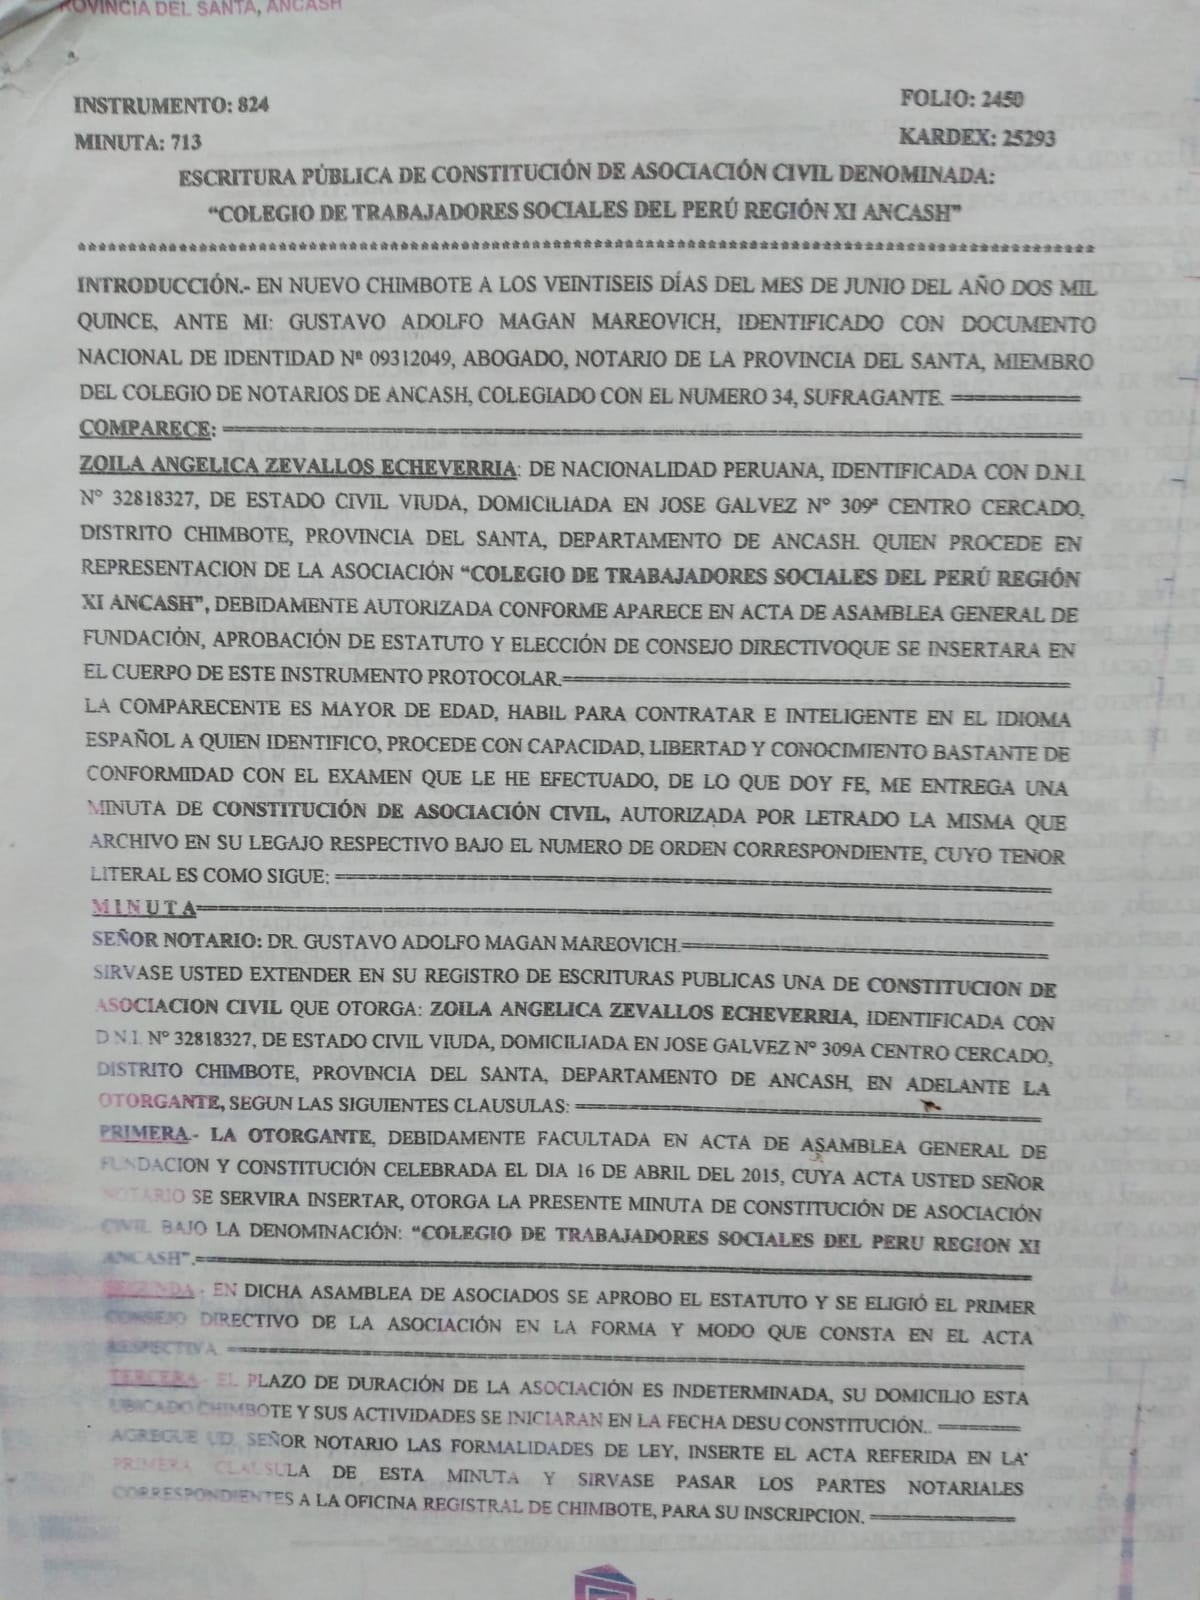 PROVINCIA DEL SANTA, ANCASH
INSTRUMENTO: 824 FOLIO: 2450
MINUTA: 713 KARDEX: 25293
ESCRITURA PÚBLICA DE CONSTITUCIÓN DE ASOCIACIÓN CIVIL DENOMINADA:
“COLEGIO DE TRABAJADORES SOCIALES DEL PERÚ REGIÓN XI ANCASH”
INTRODUCCIÓN.- EN NUEVO CHIMBOTE A LOS VEINTISEIS DÍAS DEL MES DE JUNIO DEL AÑO DOS MIL
QUINCE, ANTE MI: GUSTAVO ADOLFO MAGAN MAREOVICH, IDENTIFICADO CON DOCUMENTO
NACIONAL DE IDENTIDAD Nº 09312049, ABOGADO, NOTARIO DE LA PROVINCIA DEL SANTA, MIEMBRO
DEL COLEGIO DE NOTARIOS DE ANCASH, COLEGIADO CON EL NUMERO 34, SUFRAGANTE.
COMPARECE:
ZOILA ANGELICA ZEVALLOS ECHEVERRIA: DE NACIONALIDAD PERUANA, IDENTIFICADA CON D.N.I.
N° 32818327, DE ESTADO CIVIL VIUDA, DOMICILIADA EN JOSE GALVEZ N° 309ª CENTRO CERCADO,
DISTRITO CHIMBOTE, PROVINCIA DEL SANTA, DEPARTAMENTO DE ANCASH. QUIEN PROCEDE EN
REPRESENTACION DE LA ASOCIACIÓN “COLEGIO DE TRABAJADORES SOCIALES DEL PERÚ REGIÓN
XI ANCASH”, DEBIDAMENTE AUTORIZADA CONFORME APARECE EN ACTA DE ASAMBLEA GENERAL DE
FUNDACIÓN, APROBACIÓN DE ESTATUTO Y ELECCIÓN DE CONSEJO DIRECTIVOQUE SE INSERTARA EN
EL CUERPO DE ESTE INSTRUMENTO PROTOCOLAR.
LA COMPARECENTE ES MAYOR DE EDAD, HABIL PARA CONTRATAR E INTELIGENTE EN EL IDIOMA
ESPAÑOL A QUIEN IDENTIFICO, PROCEDE CON CAPACIDAD, LIBERTAD Y CONOCIMIENTO BASTANTE DE
CONFORMIDAD CON EL EXAMEN QUE LE HE EFECTUADO, DE LO QUE DOY FE, ME ENTREGA UNA
MINUTA DE CONSTITUCIÓN DE ASOCIACIÓN CIVIL, AUTORIZADA POR LETRADO LA MISMA QUE
ARCHIVO EN SU LEGAJO RESPECTIVO BAJO EL NUMERO DE ORDEN CORRESPONDIENTE, CUYO TENOR
LITERAL ES COMO SIGUE:
M I N U T A
SEÑOR NOTARIO: DR. GUSTAVO ADOLFO MAGAN MAREOVICH.
SIRVASE USTED EXTENDER EN SU REGISTRO DE ESCRITURAS PUBLICAS UNA DE CONSTITUCION DE
ASOCIACION CIVIL QUE OTORGA: ZOILA ANGELICA ZEVALLOS ECHEVERRIA, IDENTIFICADA CON
D.N.I. N° 32818327, DE ESTADO CIVIL VIUDA, DOMICILIADA EN JOSE GALVEZ N° 309A CENTRO CERCADO,
DISTRITO CHIMBOTE, PROVINCIA DEL SANTA, DEPARTAMENTO DE ANCASH, EN ADELANTE LA
OTORGANTE, SEGUN LAS SIGUIENTES CLAUSULAS:
PRIMERA.- LA OTORGANTE, DEBIDAMENTE FACULTADA EN ACTA DE ASAMBLEA GENERAL DE
FUNDACION Y CONSTITUCIÓN CELEBRADA EL DIA 16 DE ABRIL DEL 2015, CUYA ACTA USTED SEÑOR
NOTARIO SE SERVIRA INSERTAR, OTORGA LA PRESENTE MINUTA DE CONSTITUCIÓN DE ASOCIACIÓN
CIVIL BAJO LA DENOMINACIÓN: “COLEGIO DE TRABAJADORES SOCIALES DEL PERU REGION XI
ANCASH”.
SEGUNDA.- EN DICHA ASAMBLEA DE ASOCIADOS SE APROBO EL ESTATUTO Y SE ELIGIÓ EL PRIMER
CONSEJO DIRECTIVO DE LA ASOCIACIÓN EN LA FORMA Y MODO QUE CONSTA EN EL ACTA
RESPECTIVA.
TERCERA.- EL PLAZO DE DURACIÓN DE LA ASOCIACIÓN ES INDETERMINADA, SU DOMICILIO ESTA
UBICADO CHIMBOTE Y SUS ACTIVIDADES SE INICIARAN EN LA FECHA DESU CONSTITUCIÓN..
AGREGUE UD. SEÑOR NOTARIO LAS FORMALIDADES DE LEY, INSERTE EL ACTA REFERIDA EN LA
PRIMERA CLAUSULA DE ESTA MINUTA Y SIRVASE PASAR LOS PARTES NOTARIALES
CORRESPONDIENTES A LA OFICINA REGISTRAL DE CHIMBOTE, PARA SU INSCRIPCION.